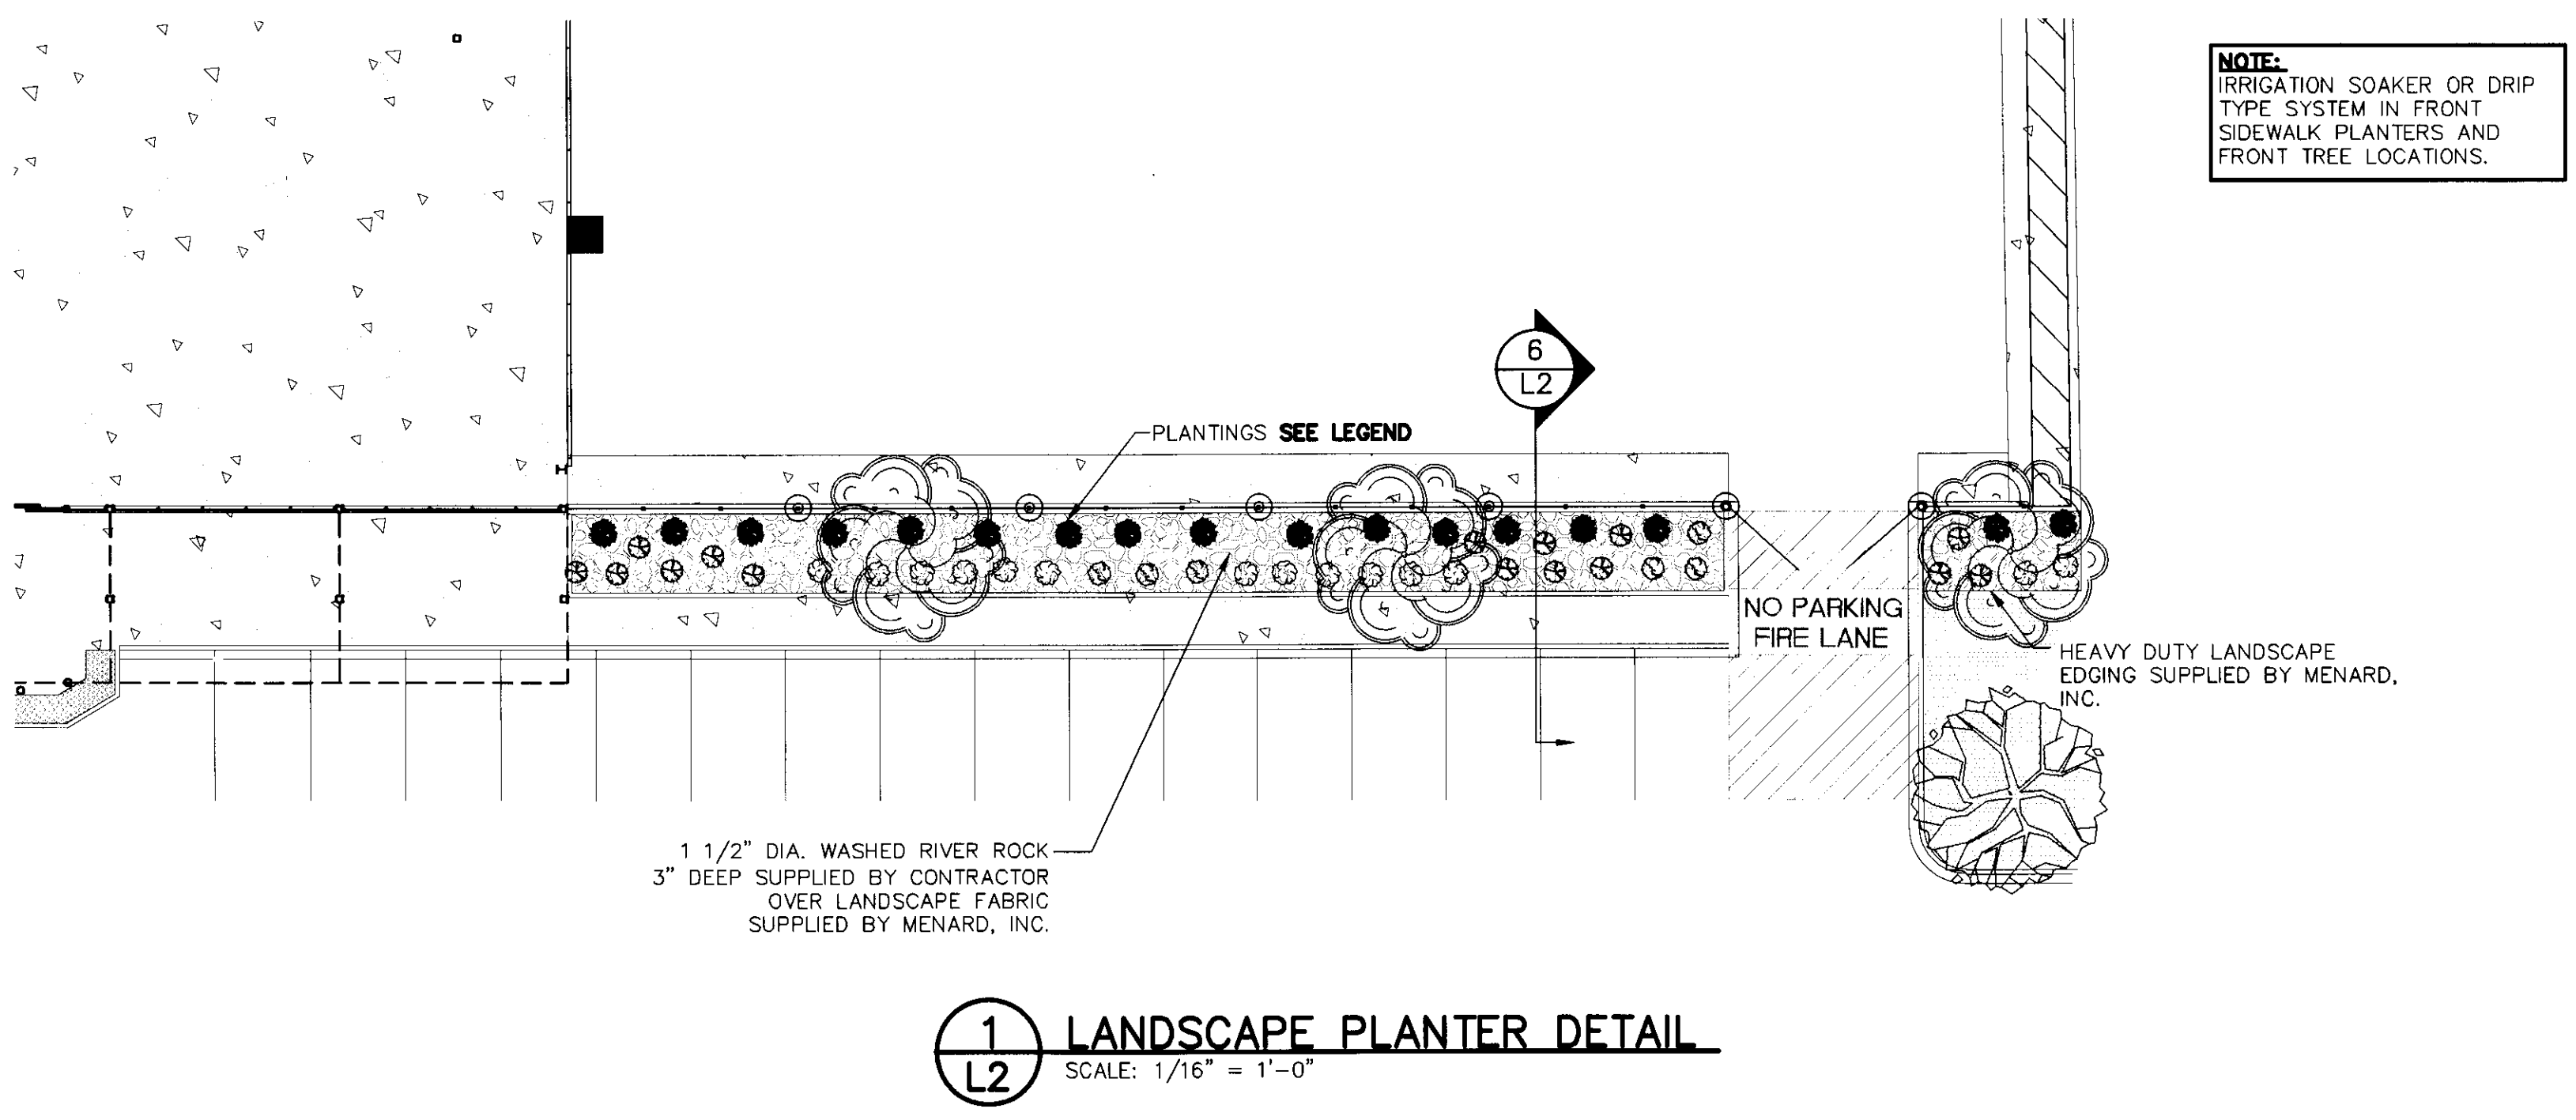 NOTE:
IRRIGATION SOAKER OR DRIP
TYPE SYSTEM IN FRONT
SIDEWALK PLANTERS AND
FRONT TREE LOCATIONS.
6
L2
PLANTINGS SEE LEGEND
NO PARKING
FIRE LANE
HEAVY DUTY LANDSCAPE
EDGING SUPPLIED BY MENARD,
INC.
1 1/2" DIA. WASHED RIVER ROCK
3" DEEP SUPPLIED BY CONTRACTOR
OVER LANDSCAPE FABRIC
SUPPLIED BY MENARD, INC.
1
L2
LANDSCAPE PLANTER DETAIL
SCALE: 1/16" = 1'-0"